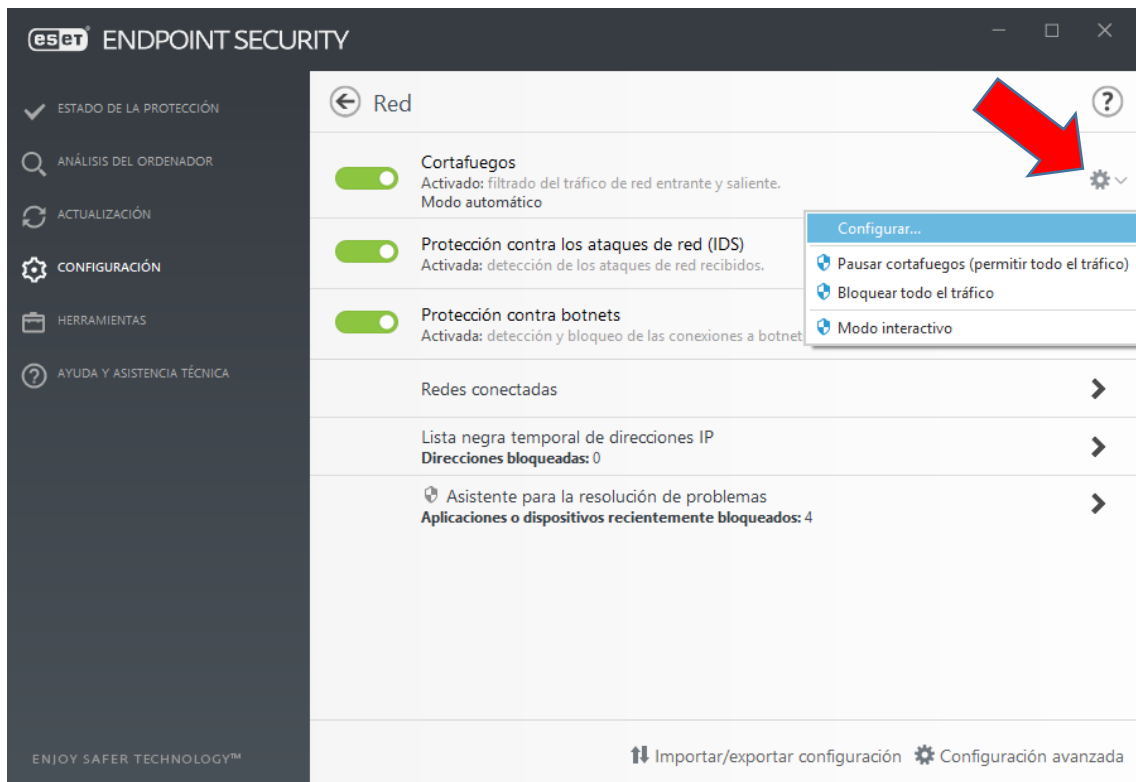 eset ENDPOINT SECURITY
ESTADO DE LA PROTECCIÓN
ANÁLISIS DEL ORDENADOR
ACTUALIZACIÓN
CONFIGURACIÓN
HERRAMIENTAS
AYUDA Y ASISTENCIA TÉCNICA
ENJOY SAFER TECHNOLOGY™
Red
?
Cortafuegos
Activado: filtrado del tráfico de red entrante y saliente.
Modo automático
Configurar...
Pausar cortafuegos (permitir todo el tráfico)
Bloquear todo el tráfico
Modo interactivo
Protección contra los ataques de red (IDS)
Activada: detección de los ataques de red recibidos.
Protección contra botnets
Activada: detección y bloqueo de las conexiones a botnet
Redes conectadas
Lista negra temporal de direcciones IP
Direcciones bloqueadas: 0
Asistente para la resolución de problemas
Aplicaciones o dispositivos recientemente bloqueados: 4
Importar/exportar configuración Configuración avanzada